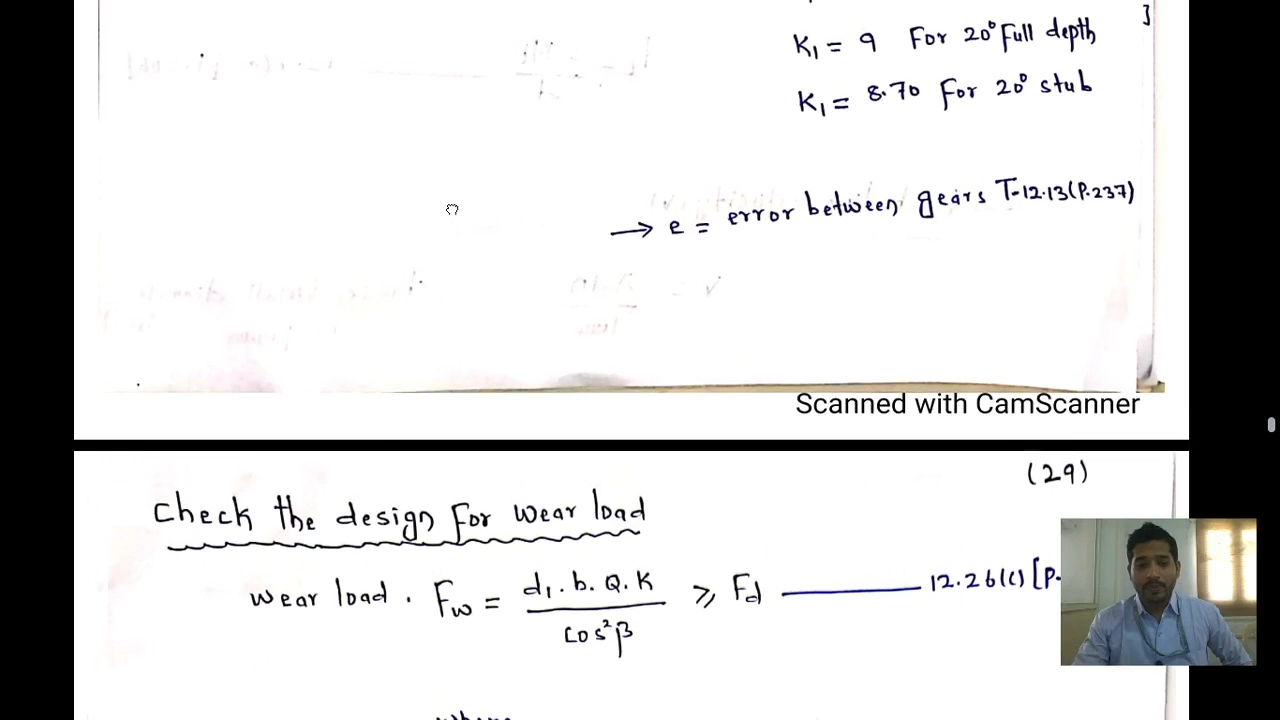 K₁ = 9 For 20° Full depth
K₁ = 8.70 For 20° stub
→ e = error between gears T-12.13(P.237)
Scanned with CamScanner
(29)
Check the design For wear load
wear load. Fw = d₁. b. Q. K / cos²β ⩾ Fd ——— 12.26(c) [P.